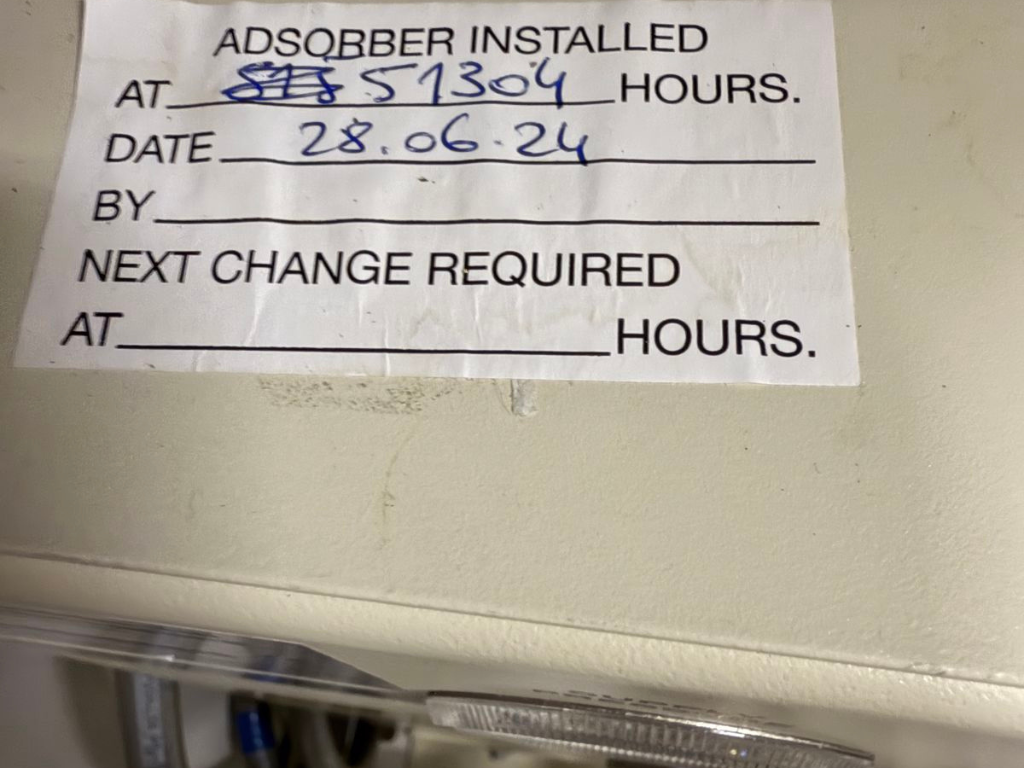 ADSORBER INSTALLED
AT 51304 HOURS.
DATE 28.06.24
BY
NEXT CHANGE REQUIRED
AT HOURS.